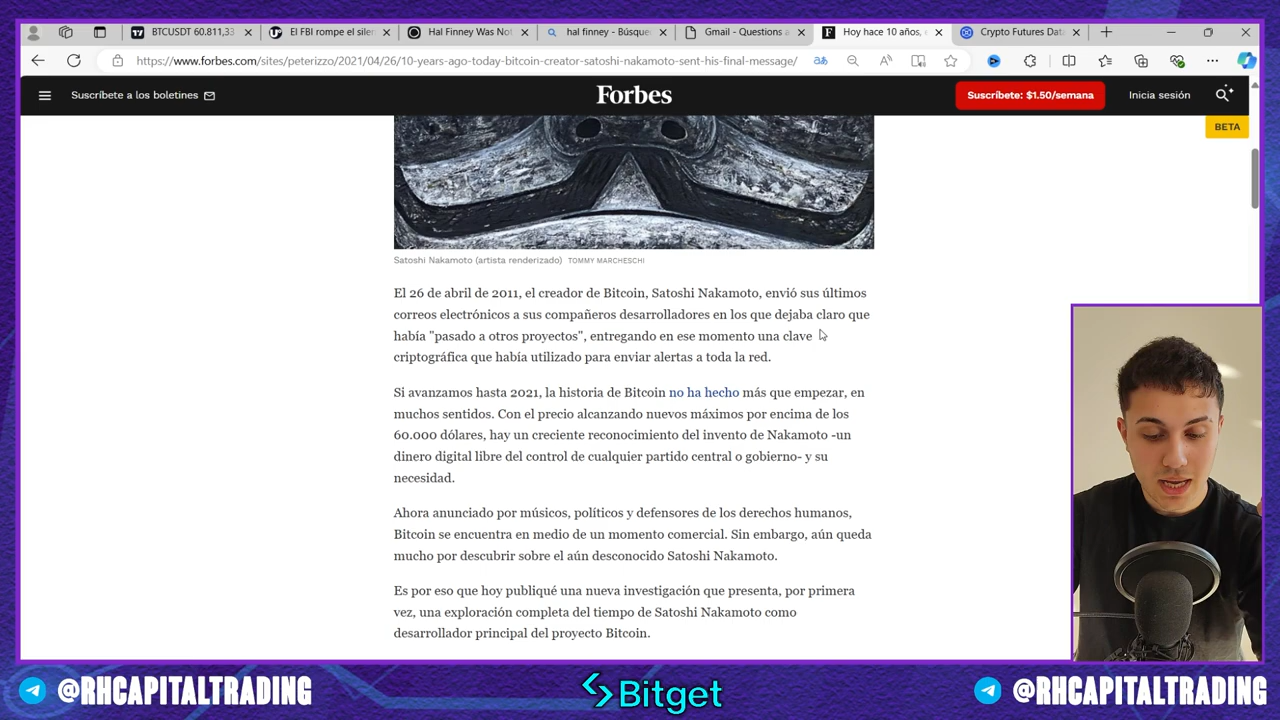 BTCUSDT 60.811,33
El FBI rompe el siler
Hal Finney Was Not
hal finney - Búsque
Gmail - Questions a
Hoy hace 10 años, e
Crypto Futures Data
https://www.forbes.com/sites/peterizzo/2021/04/26/10-years-ago-today-bitcoin-creator-satoshi-nakamoto-sent-his-final-message/
Suscríbete a los boletines
Forbes
Suscríbete: $1.50/semana
Inicia sesión
BETA
Satoshi Nakamoto (artista renderizado) TOMMY MARCHESCHI
El 26 de abril de 2011, el creador de Bitcoin, Satoshi Nakamoto, envió sus últimos
correos electrónicos a sus compañeros desarrolladores en los que dejaba claro que
había "pasado a otros proyectos", entregando en ese momento una clave
criptográfica que había utilizado para enviar alertas a toda la red.
Si avanzamos hasta 2021, la historia de Bitcoin no ha hecho más que empezar, en
muchos sentidos. Con el precio alcanzando nuevos máximos por encima de los
60.000 dólares, hay un creciente reconocimiento del invento de Nakamoto -un
dinero digital libre del control de cualquier partido central o gobierno- y su
necesidad.
Ahora anunciado por músicos, políticos y defensores de los derechos humanos,
Bitcoin se encuentra en medio de un momento comercial. Sin embargo, aún queda
mucho por descubrir sobre el aún desconocido Satoshi Nakamoto.
Es por eso que hoy publiqué una nueva investigación que presenta, por primera
vez, una exploración completa del tiempo de Satoshi Nakamoto como
desarrollador principal del proyecto Bitcoin.
@RHCAPITALTRADING
Bitget
@RHCAPITALTRADING